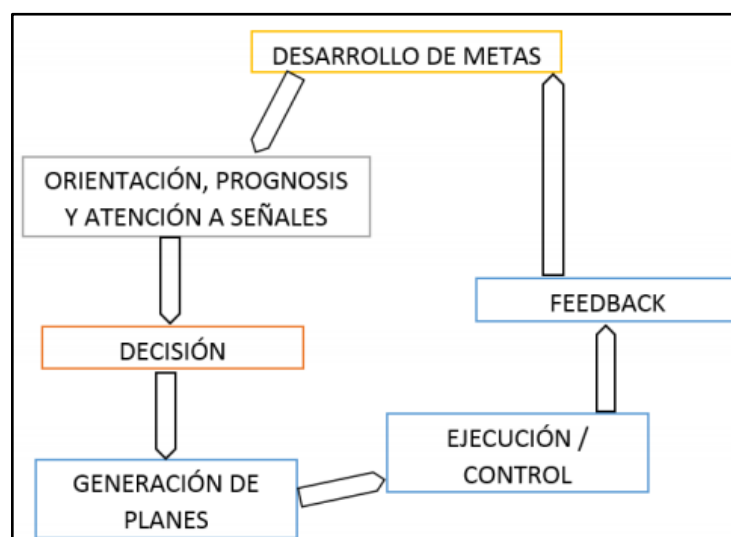 DESARROLLO DE METAS
ORIENTACIÓN, PROGNOSIS
Y ATENCIÓN A SEÑALES
DECISIÓN
GENERACIÓN DE
PLANES
EJECUCIÓN /
CONTROL
FEEDBACK